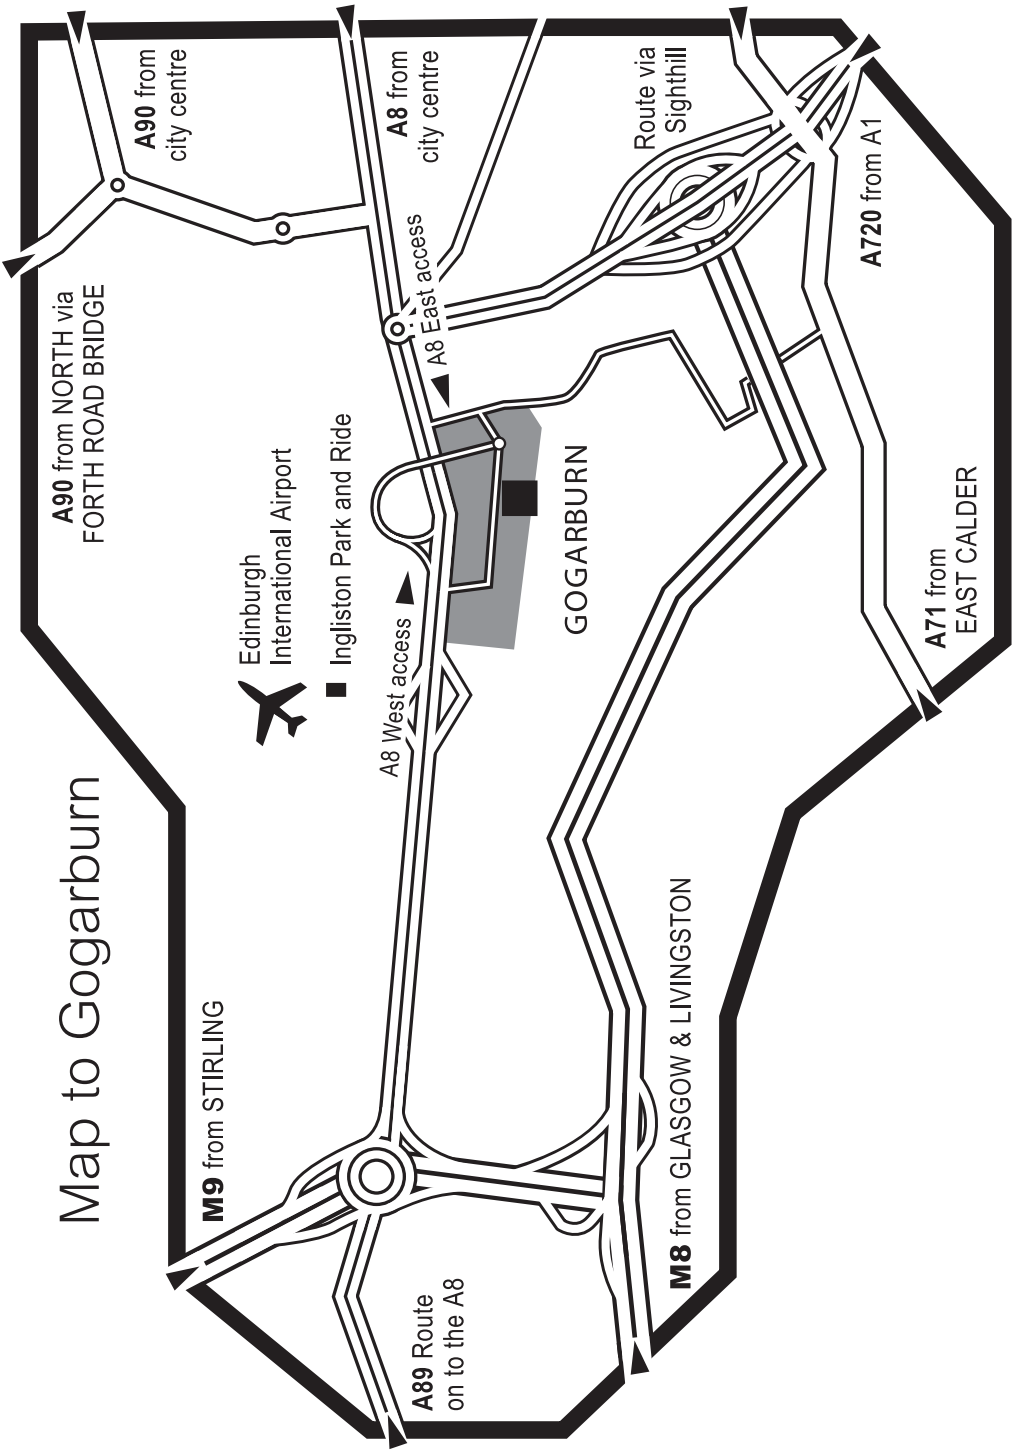 Map to Gogarburn
M9 from STIRLING
A90 from NORTH via
FORTH ROAD BRIDGE
A90 from
city centre
Edinburgh
International Airport
Ingliston Park and Ride
A8 West access
A8 East access
A8 from
city centre
A89 Route
on to the A8
GOGARBURN
Route via
Sighthill
M8 from GLASGOW & LIVINGSTON
A720 from A1
A71 from
EAST CALDER